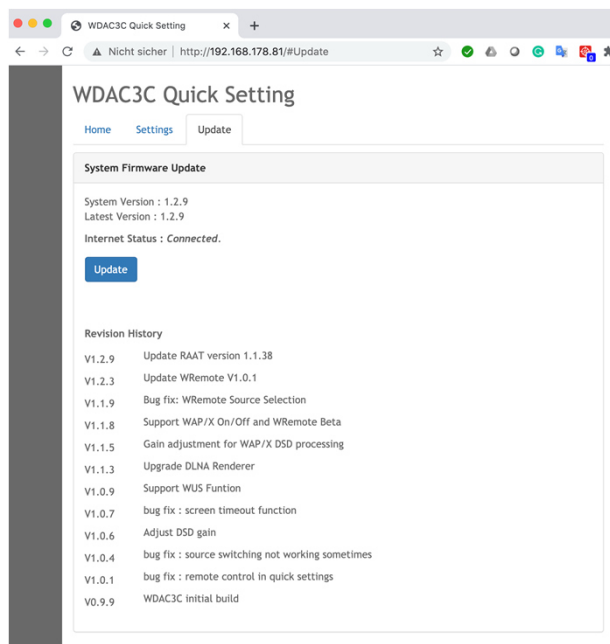 WDAC3C Quick Setting
Nicht sicher | http://192.168.178.81/#Update
0
WDAC3C Quick Setting
Home Settings Update
System Firmware Update
System Version : 1.2.9
Latest Version : 1.2.9
Internet Status : Connected.
Update
Revision History
V1.2.9 Update RAAT version 1.1.38
V1.2.3 Update WRemote V1.0.1
V1.1.9 Bug fix: WRemote Source Selection
V1.1.8 Support WAP/X On/Off and WRemote Beta
V1.1.5 Gain adjustment for WAP/X DSD processing
V1.1.3 Upgrade DLNA Renderer
V1.0.9 Support WUS Funtion
V1.0.7 bug fix : screen timeout function
V1.0.6 Adjust DSD gain
V1.0.4 bug fix : source switching not working sometimes
V1.0.1 bug fix : remote control in quick settings
V0.9.9 WDAC3C initial build